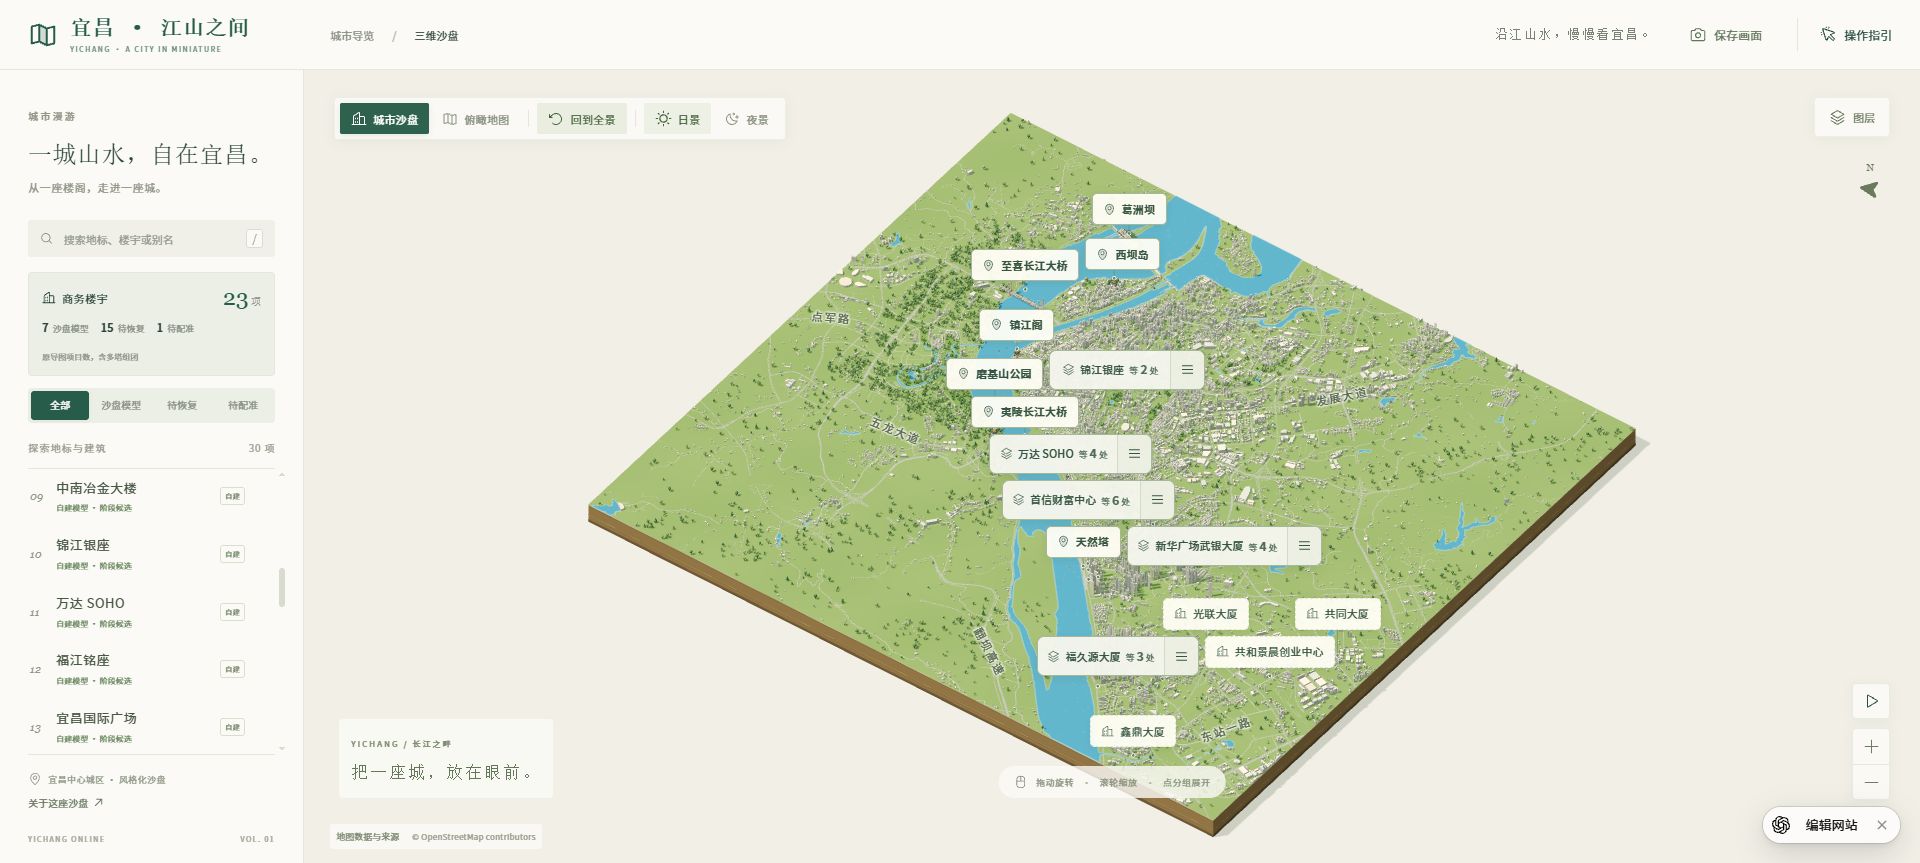 宜昌 • 江山之间
YICHANG • A CITY IN MINIATURE
城市导览 / 三维沙盘
沿江山水，慢慢看宜昌。
保存画面
操作指引
城市漫游
一城山水，自在宜昌。
从一座楼阁，走进一座城。
搜索地标、楼宇或别名 /
商务楼宇 23 项
7 沙盘模型 15 待恢复 1 待配准
原导图项目数，含多塔组团
全部 沙盘模型 待恢复 待配准
探索地标与建筑 30 项
09 中南冶金大楼 自建
自建模型 • 阶段候选
10 锦江银座 自建
自建模型 • 阶段候选
11 万达 SOHO 自建
自建模型 • 阶段候选
12 福江铭座 自建
自建模型 • 阶段候选
13 宜昌国际广场 自建
自建模型 • 阶段候选
宜昌中心城区 • 风格化沙盘
关于这座沙盘
YICHANG ONLINE VOL. 01
城市沙盘 俯瞰地图 回到全景 日景 夜景
图层
N
葛洲坝
西坝岛
至喜长江大桥
点军路
镇江阁
磨基山公园
锦江银座 等 2 处
发展大道
夷陵长江大桥
五龙大道
万达 SOHO 等 4 处
首信财富中心 等 6 处
天然塔
新华广场武银大厦 等 4 处
光联大厦
共同大厦
翻坝高速
福久源大厦 等 3 处
共和景晨创业中心
鑫鼎大厦
东站一路
YICHANG / 长江之畔
把一座城，放在眼前。
拖动旋转 • 滚轮缩放 • 点分组展开
地图数据与来源 © OpenStreetMap contributors
编辑网站